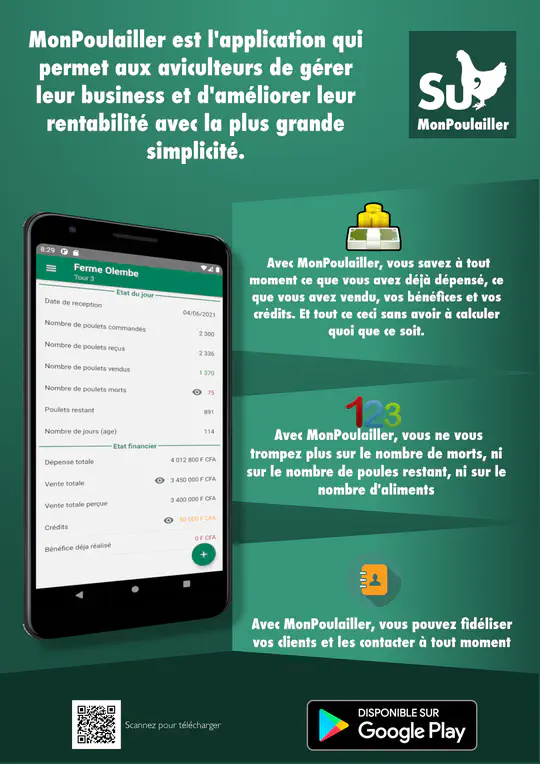 MonPoulailler est l'application qui
permet aux aviculteurs de gérer
leur business et d'améliorer leur
rentabilité avec la plus grande
simplicité.
Su
MonPoulailler
8:29
Ferme Olembe
Tour 3
Etat du jour
Date de reception 04/06/2021
Nombre de poulets commandés 2 300
Nombre de poulets reçus 2 336
Nombre de poulets vendus 1 370
Nombre de poulets morts 75
Poulets restant 891
Nombre de jours (age) 114
Etat financier
Dépense totale 4 012 800 F CFA
Vente totale 3 450 000 F CFA
Vente totale perçue 3 400 000 F CFA
Crédits 50 000 F CFA
Bénéfice déja réalisé 0 F CFA
+
Avec MonPoulailler, vous savez à tout
moment ce que vous avez déjà dépensé, ce
que vous avez vendu, vos bénéfices et vos
crédits. Et tout ce ceci sans avoir à calculer
quoi que ce soit.
123
Avec MonPoulailler, vous ne vous
trompez plus sur le nombre de morts, ni
sur le nombre de poules restant, ni sur le
nombre d'aliments
Avec MonPoulailler, vous pouvez fidéliser
vos clients et les contacter à tout moment
Scannez pour télécharger
DISPONIBLE SUR
Google Play